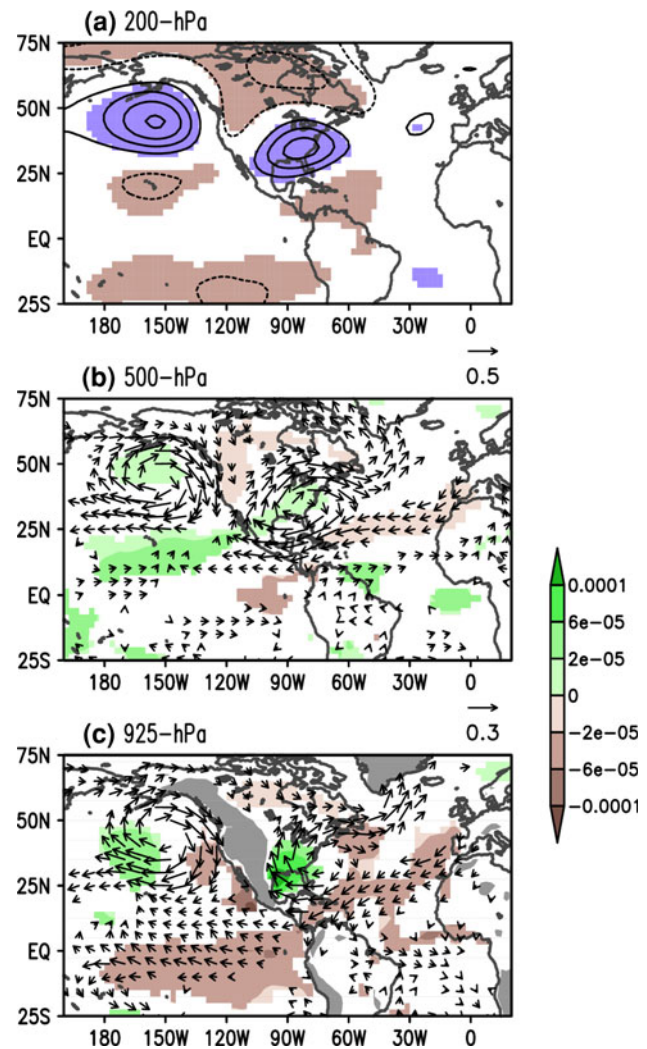 (a) 200-hPa
75N
50N
25N
EQ
25S
180 150W 120W 90W 60W 30W 0
0.5
(b) 500-hPa
75N
50N
25N
EQ
25S
180 150W 120W 90W 60W 30W 0
0.3
(c) 925-hPa
75N
50N
25N
EQ
25S
180 150W 120W 90W 60W 30W 0
0.0001
6e-05
2e-05
0
-2e-05
-6e-05
-0.0001